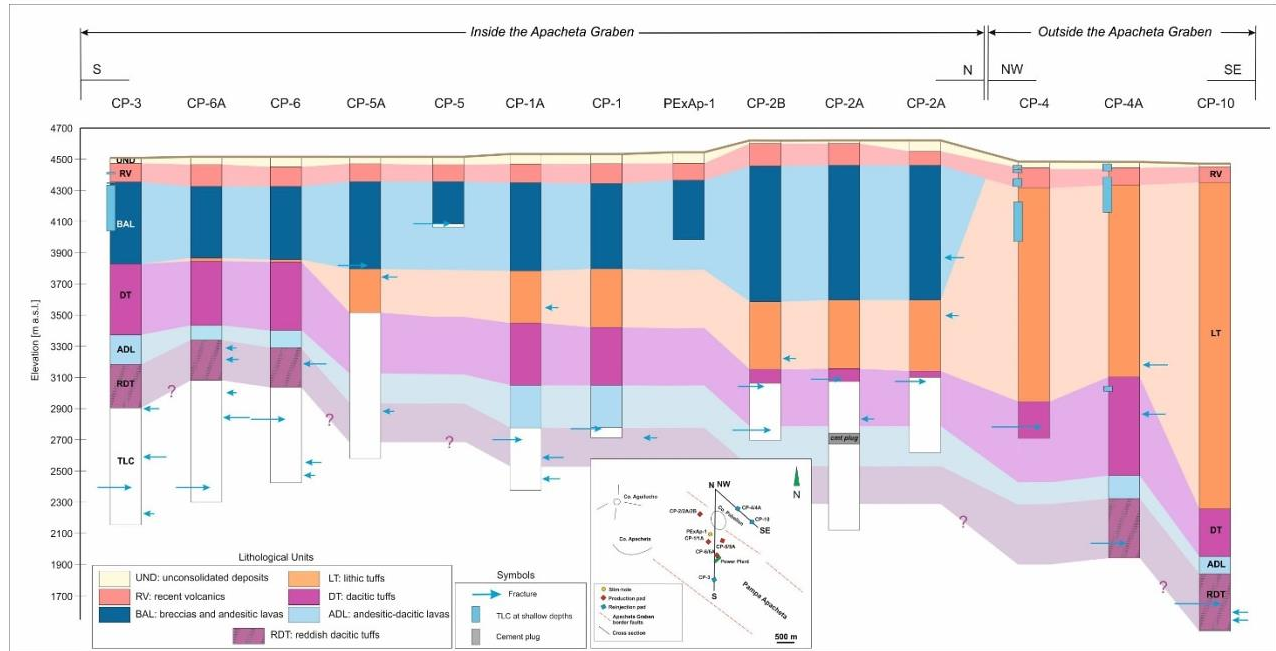 Inside the Apacheta Graben
Outside the Apacheta Graben
S
N
NW
SE
CP-3
CP-6A
CP-6
CP-5A
CP-5
CP-1A
CP-1
PExAp-1
CP-2B
CP-2A
CP-2A
CP-4
CP-4A
CP-10
Elevation [m a.s.l.]
4700
4500
4300
4100
3900
3700
3500
3300
3100
2900
2700
2500
2300
2100
1900
1700
UND
RV
BAL
DT
ADL
RDT
TLC
?
?
?
?
?
cmt plug
RV
LT
DT
ADL
RDT
Lithological Units
UND: unconsolidated deposits
LT: lithic tuffs
RV: recent volcanics
DT: dacitic tuffs
BAL: breccias and andesitic lavas
ADL: andesitic-dacitic lavas
RDT: reddish dacitic tuffs
Symbols
Fracture
TLC at shallow depths
Cement plug
N NW
N
Co. Aguilucho
CP-2/2A/2B
Co. Pabellon
CP-4/4A
CP-10
SE
PExAp-1
CP-1/1A
CP-5/5A
CP-6/6A
Co. Apacheta
Power Plant
CP-3
S
Pampa Apacheta
Slim hole
Production pad
Reinjection pad
Apacheta Graben
border faults
Cross section
500 m